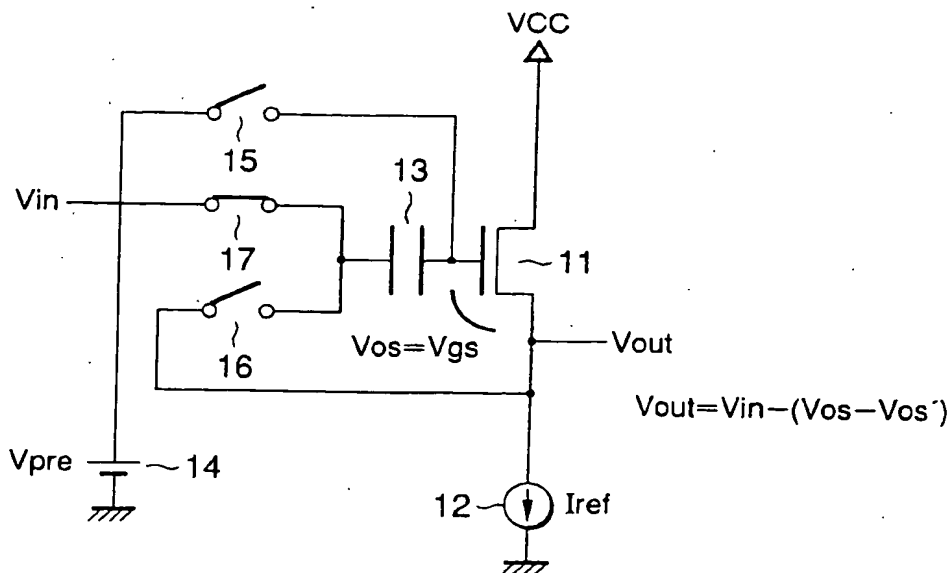 VCC
15
13
Vin
17
11
16
Vos=Vgs
Vout
Vout=Vin−(Vos−Vos´)
Vpre
14
12
Iref